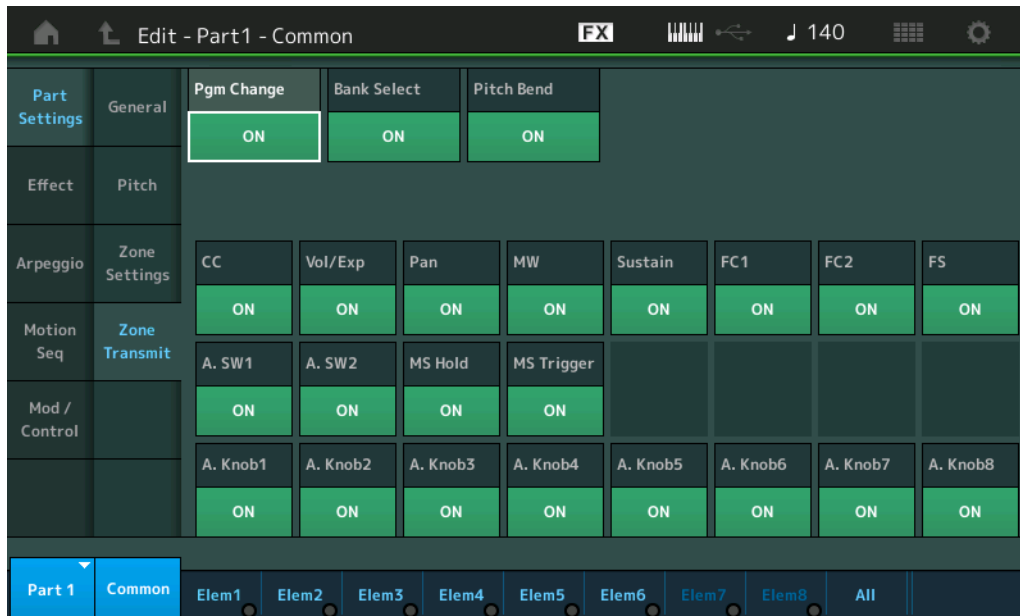 Edit - Part1 - Common FX 140
Part Settings
General
Pgm Change Bank Select Pitch Bend
ON ON ON
Effect
Pitch
Arpeggio
Zone Settings
CC Vol/Exp Pan MW Sustain FC1 FC2 FS
ON ON ON ON ON ON ON ON
Motion Seq
Zone Transmit
A. SW1 A. SW2 MS Hold MS Trigger
ON ON ON ON
Mod / Control
A. Knob1 A. Knob2 A. Knob3 A. Knob4 A. Knob5 A. Knob6 A. Knob7 A. Knob8
ON ON ON ON ON ON ON ON
Part 1 Common Elem1 Elem2 Elem3 Elem4 Elem5 Elem6 Elem7 Elem8 All